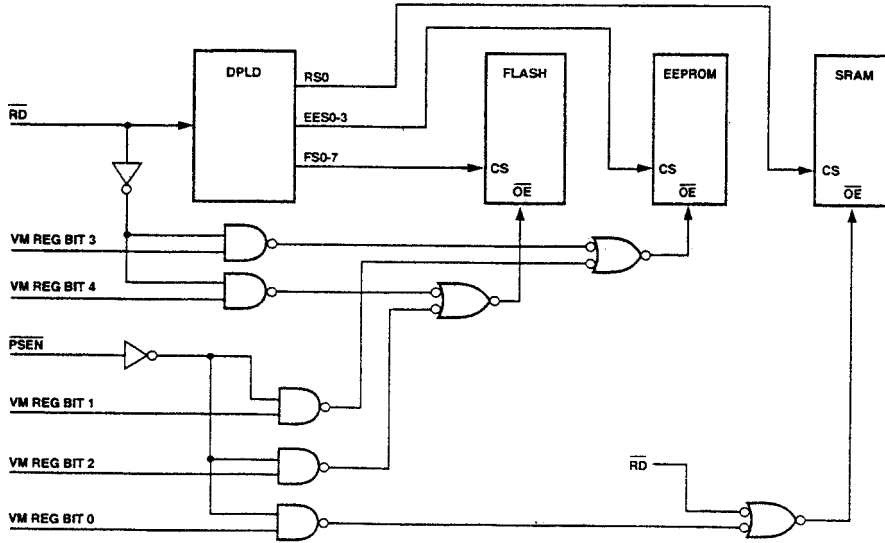 DPLD
FLASH
EEPROM
SRAM
RS0
RD
EES0-3
FS0-7
CS
CS
CS
OE
OE
OE
VM REG BIT 3
VM REG BIT 4
PSEN
VM REG BIT 1
VM REG BIT 2
RD
VM REG BIT 0